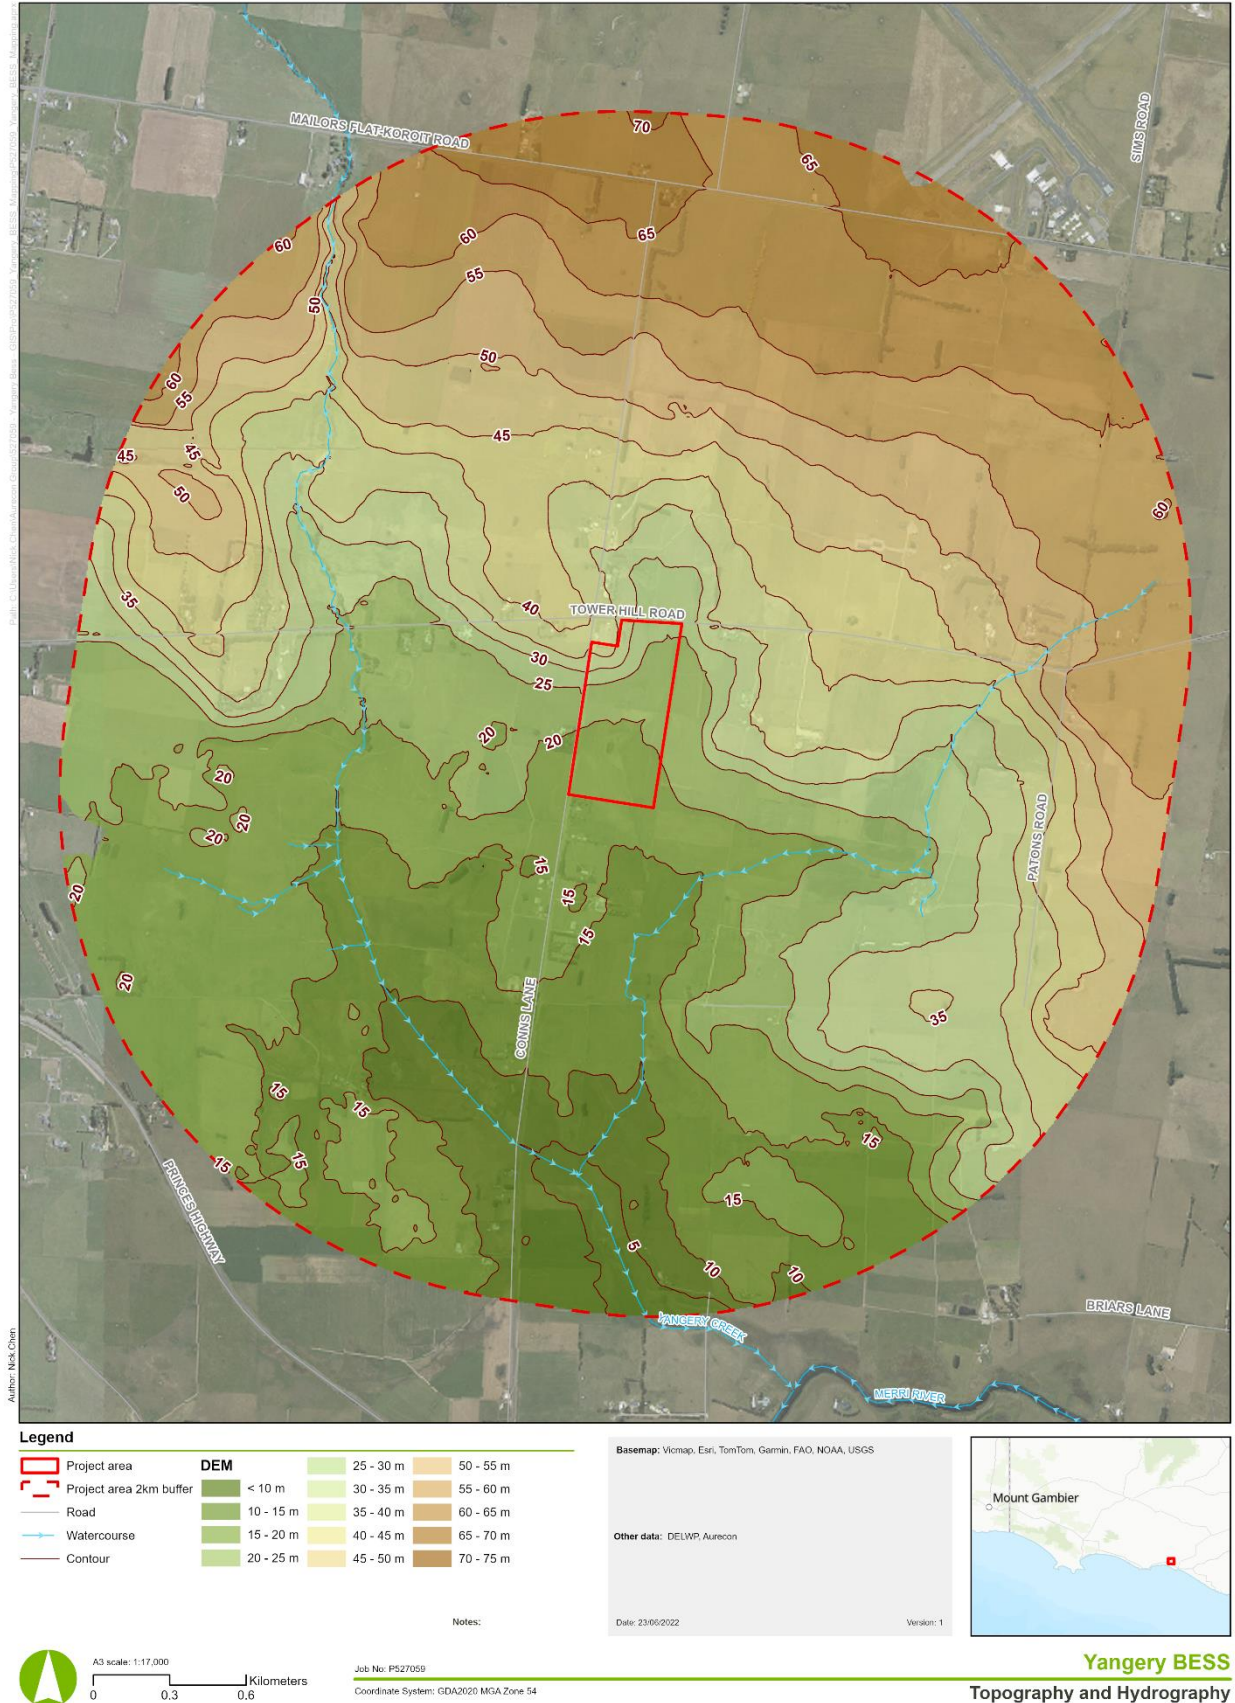 MAILORS FLAT-KOROIT ROAD
SIMS ROAD
70
65
60
60
65
55
50
50
60
55
45
45
45
50
60
35
40
TOWER HILL ROAD
30
25
20
20
20
20
20
20
PATONS ROAD
15
15
15
20
35
CONNS LANE
15
15
15
15
15
15
PRINCES HIGHWAY
5
10
10
BRIARS LANE
YANGERY CREEK
MERRI RIVER
Author: Nick.Chen
Legend
Project area
Project area 2km buffer
Road
Watercourse
Contour
DEM
< 10 m
10 - 15 m
15 - 20 m
20 - 25 m
25 - 30 m
30 - 35 m
35 - 40 m
40 - 45 m
45 - 50 m
50 - 55 m
55 - 60 m
60 - 65 m
65 - 70 m
70 - 75 m
Notes:
Basemap: Vicmap, Esri, TomTom, Garmin, FAO, NOAA, USGS
Other data: DELWP, Aurecon
Date: 23/06/2022
Version: 1
Mount Gambier
A3 scale: 1:17,000
Kilometers
0 0.3 0.6
Job No: P527059
Coordinate System: GDA2020 MGA Zone 54
Yangery BESS
Topography and Hydrography